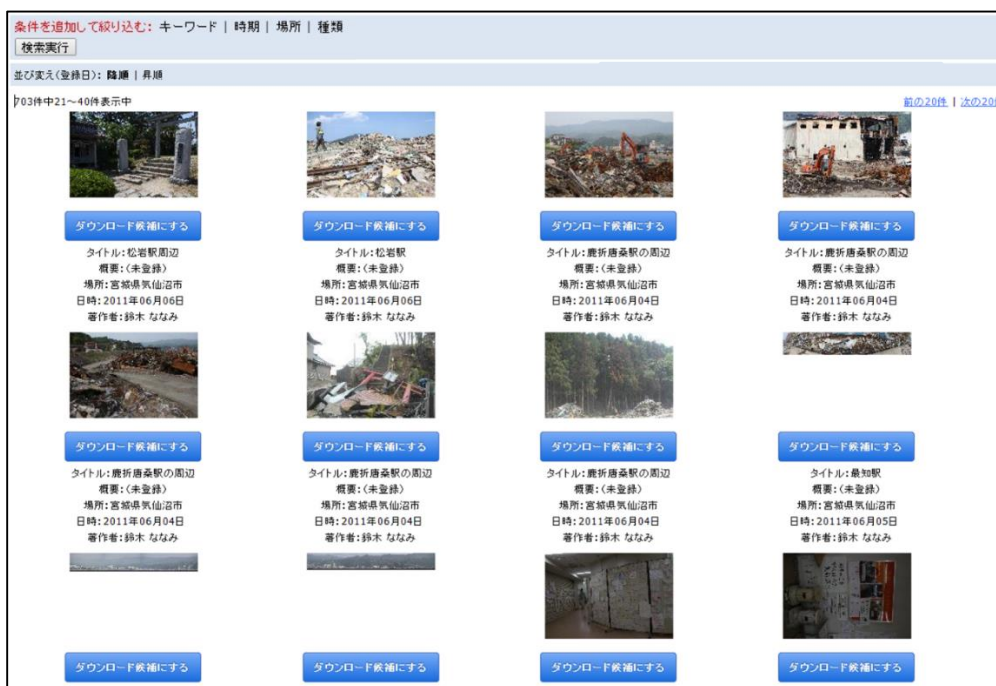 条件を追加して絞り込む: キーワード | 時期 | 場所 | 種類
検索実行
並び変え(登録日): 降順 | 昇順
703件中21～40件表示中
前の20件 | 次の20件
ダウンロード候補にする ダウンロード候補にする ダウンロード候補にする ダウンロード候補にする
タイトル:松岩駅周辺 タイトル:松岩駅 タイトル:鹿折唐桑駅の周辺 タイトル:鹿折唐桑駅の周辺
概要:(未登録) 概要:(未登録) 概要:(未登録) 概要:(未登録)
場所:宮城県気仙沼市 場所:宮城県気仙沼市 場所:宮城県気仙沼市 場所:宮城県気仙沼市
日時:2011年06月06日 日時:2011年06月06日 日時:2011年06月04日 日時:2011年06月04日
著作者:鈴木 ななみ 著作者:鈴木 ななみ 著作者:鈴木 ななみ 著作者:鈴木 ななみ
ダウンロード候補にする ダウンロード候補にする ダウンロード候補にする ダウンロード候補にする
タイトル:鹿折唐桑駅の周辺 タイトル:鹿折唐桑駅の周辺 タイトル:鹿折唐桑駅の周辺 タイトル:最知駅
概要:(未登録) 概要:(未登録) 概要:(未登録) 概要:(未登録)
場所:宮城県気仙沼市 場所:宮城県気仙沼市 場所:宮城県気仙沼市 場所:宮城県気仙沼市
日時:2011年06月04日 日時:2011年06月04日 日時:2011年06月04日 日時:2011年06月05日
著作者:鈴木 ななみ 著作者:鈴木 ななみ 著作者:鈴木 ななみ 著作者:鈴木 ななみ
ダウンロード候補にする ダウンロード候補にする ダウンロード候補にする ダウンロード候補にする